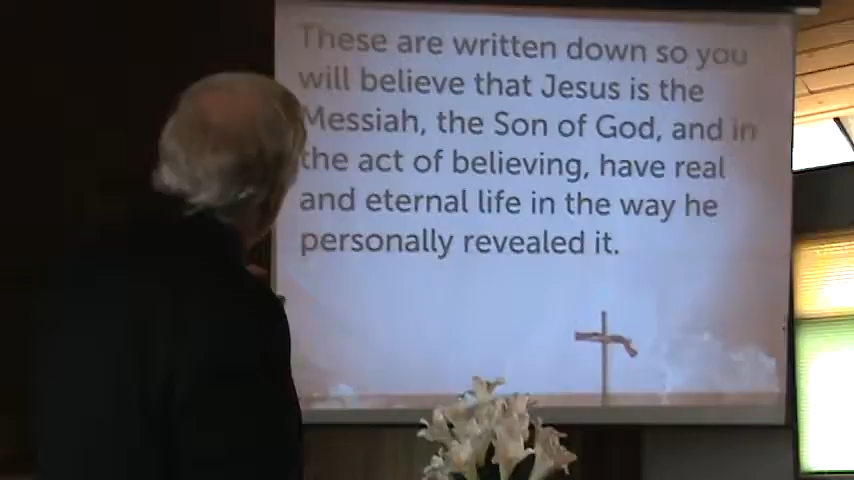 These are written down so you
will believe that Jesus is the
Messiah, the Son of God, and in
the act of believing, have real
and eternal life in the way he
personally revealed it.